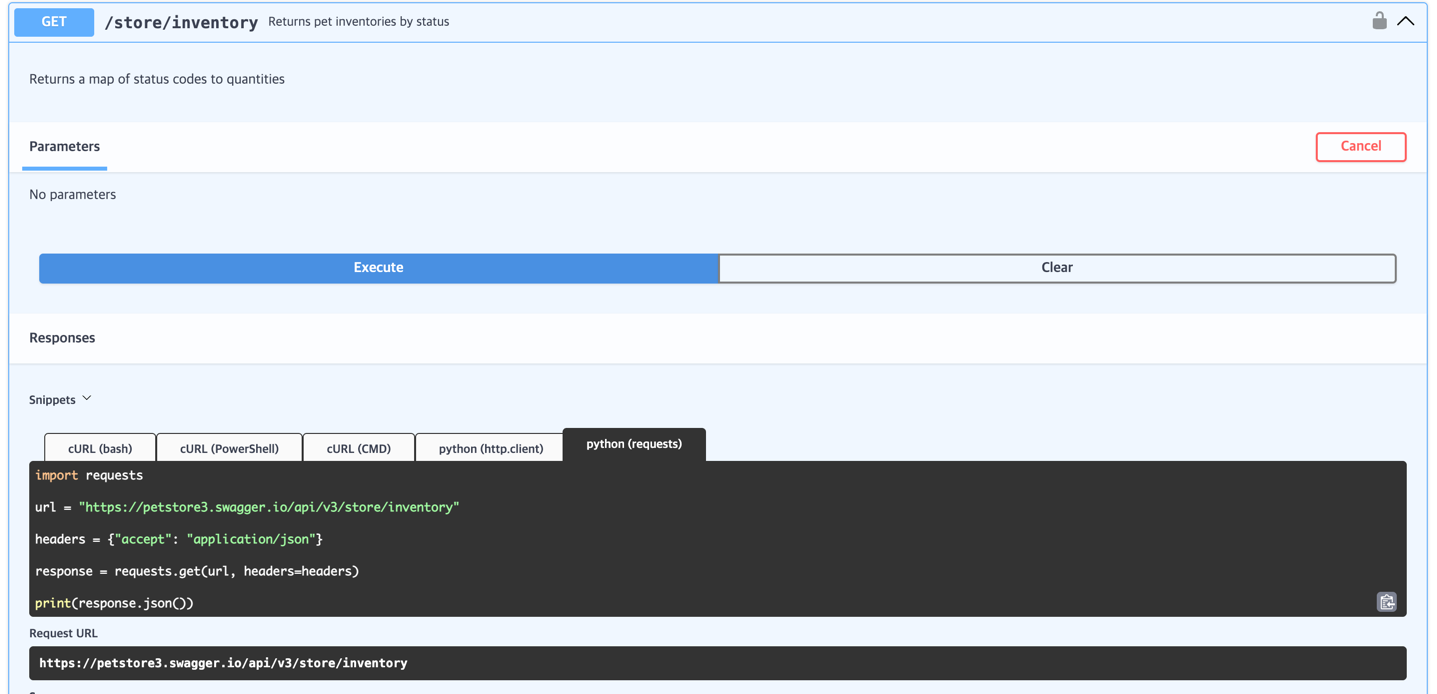 GET /store/inventory Returns pet inventories by status
Returns a map of status codes to quantities
Parameters Cancel
No parameters
Execute Clear
Responses
Snippets
cURL (bash) cURL (PowerShell) cURL (CMD) python (http.client) python (requests)
import requests
url = "https://petstore3.swagger.io/api/v3/store/inventory"
headers = {"accept": "application/json"}
response = requests.get(url, headers=headers)
print(response.json())
Request URL
https://petstore3.swagger.io/api/v3/store/inventory